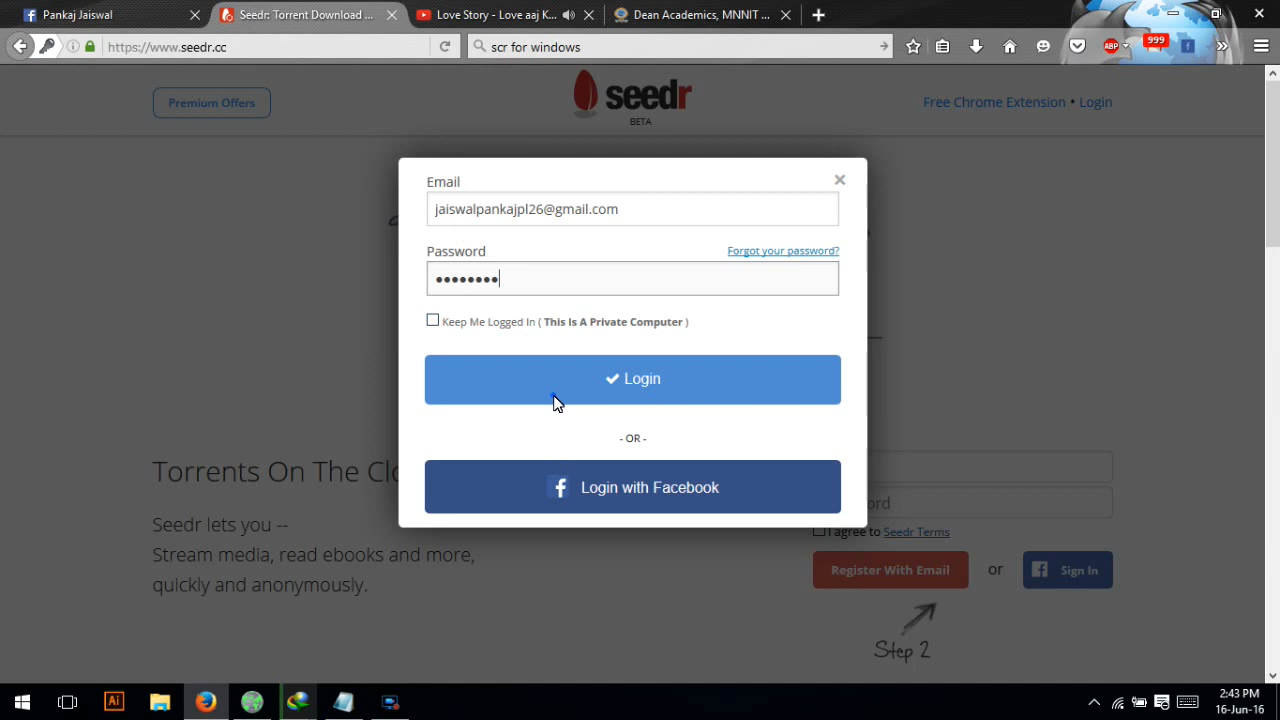 Pankaj Jaiswal
Seedr: Torrent Download ...
Love Story - Love aaj K...
Dean Academics, MNNIT ...
https://www.seedr.cc
scr for windows
ABP
999
Premium Offers
seedr
BETA
Free Chrome Extension • Login
Email
jaiswalpankajpl26@gmail.com
Password
Forgot your password?
Keep Me Logged In ( This Is A Private Computer )
Login
- OR -
Login with Facebook
Torrents On The Clo
Seedr lets you --
Stream media, read ebooks and more,
quickly and anonymously.
ord
I agree to Seedr Terms
Register With Email or Sign In
Step 2
Ai
2:43 PM
16-Jun-16